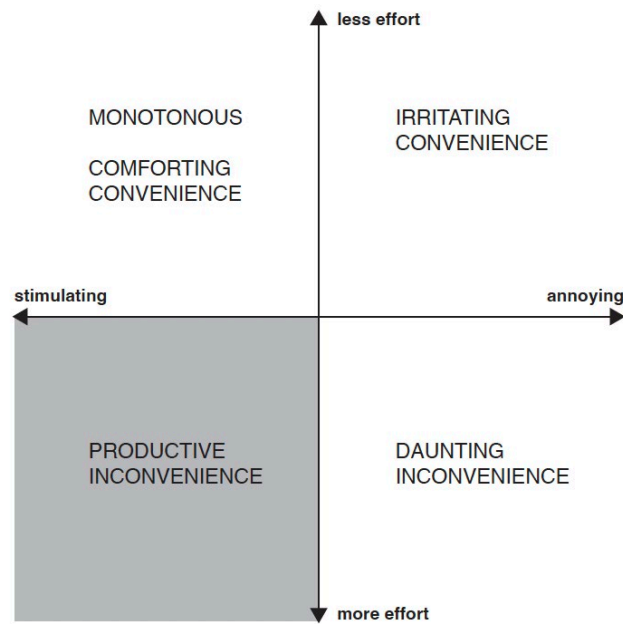 less effort
MONOTONOUS
COMFORTING
CONVENIENCE
IRRITATING
CONVENIENCE
stimulating
annoying
PRODUCTIVE
INCONVENIENCE
DAUNTING
INCONVENIENCE
more effort